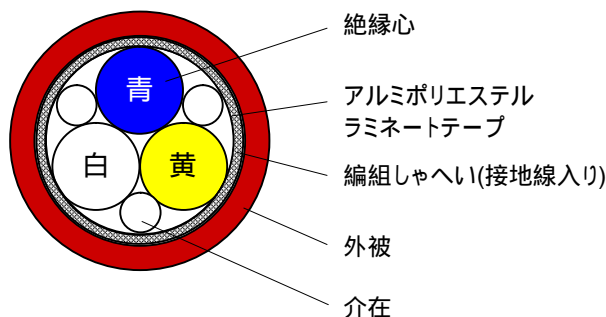 絶縁心
青
アルミポリエステル
ラミネートテープ
白
黄
編組しゃへい(接地線入り)
外被
介在